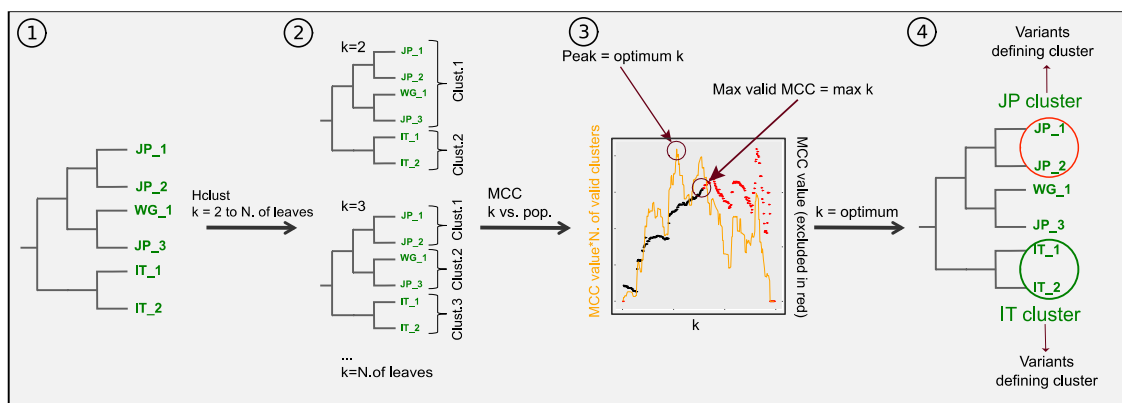 1
JP_1
JP_2
WG_1
JP_3
IT_1
IT_2
Hclust
k = 2 to N. of leaves
2
k=2
JP_1
JP_2
WG_1
JP_3
IT_1
IT_2
Clust.1
Clust.2
k=3
JP_1
JP_2
WG_1
JP_3
IT_1
IT_2
Clust.1
Clust.2
Clust.3
...
k=N.of leaves
MCC
k vs. pop.
3
Peak = optimum k
Max valid MCC = max k
MCC value*N. of valid clusters
MCC value (excluded in red)
k
k = optimum
4
Variants
defining cluster
JP cluster
JP_1
JP_2
WG_1
JP_3
IT_1
IT_2
IT cluster
Variants
defining cluster